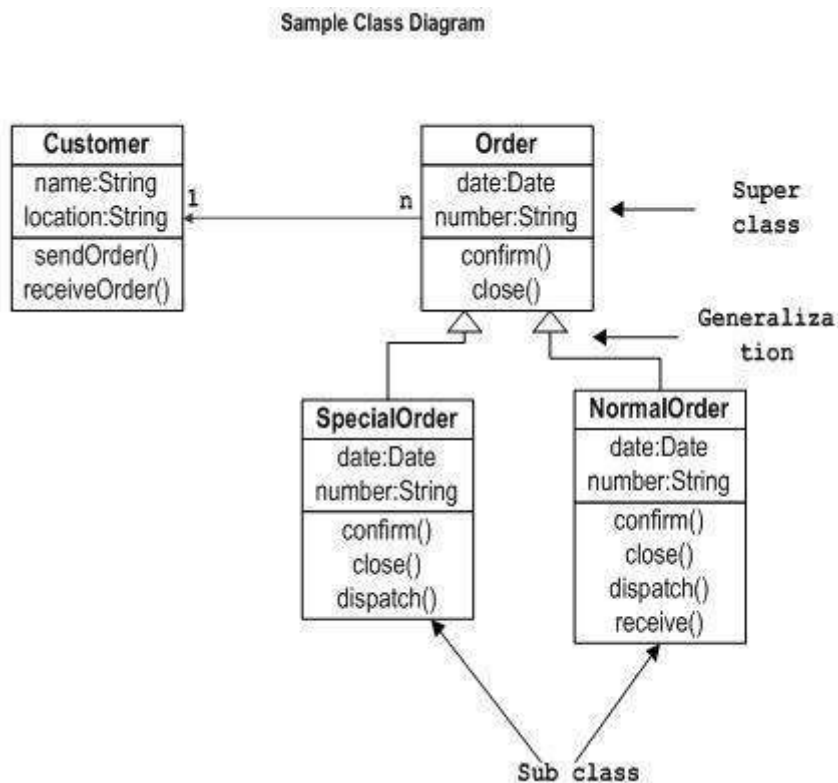 Sample Class Diagram
Customer
name:String
location:String
sendOrder()
receiveOrder()
1
n
Order
date:Date
number:String
confirm()
close()
Super
class
Generaliza
tion
SpecialOrder
date:Date
number:String
confirm()
close()
dispatch()
NormalOrder
date:Date
number:String
confirm()
close()
dispatch()
receive()
Sub class